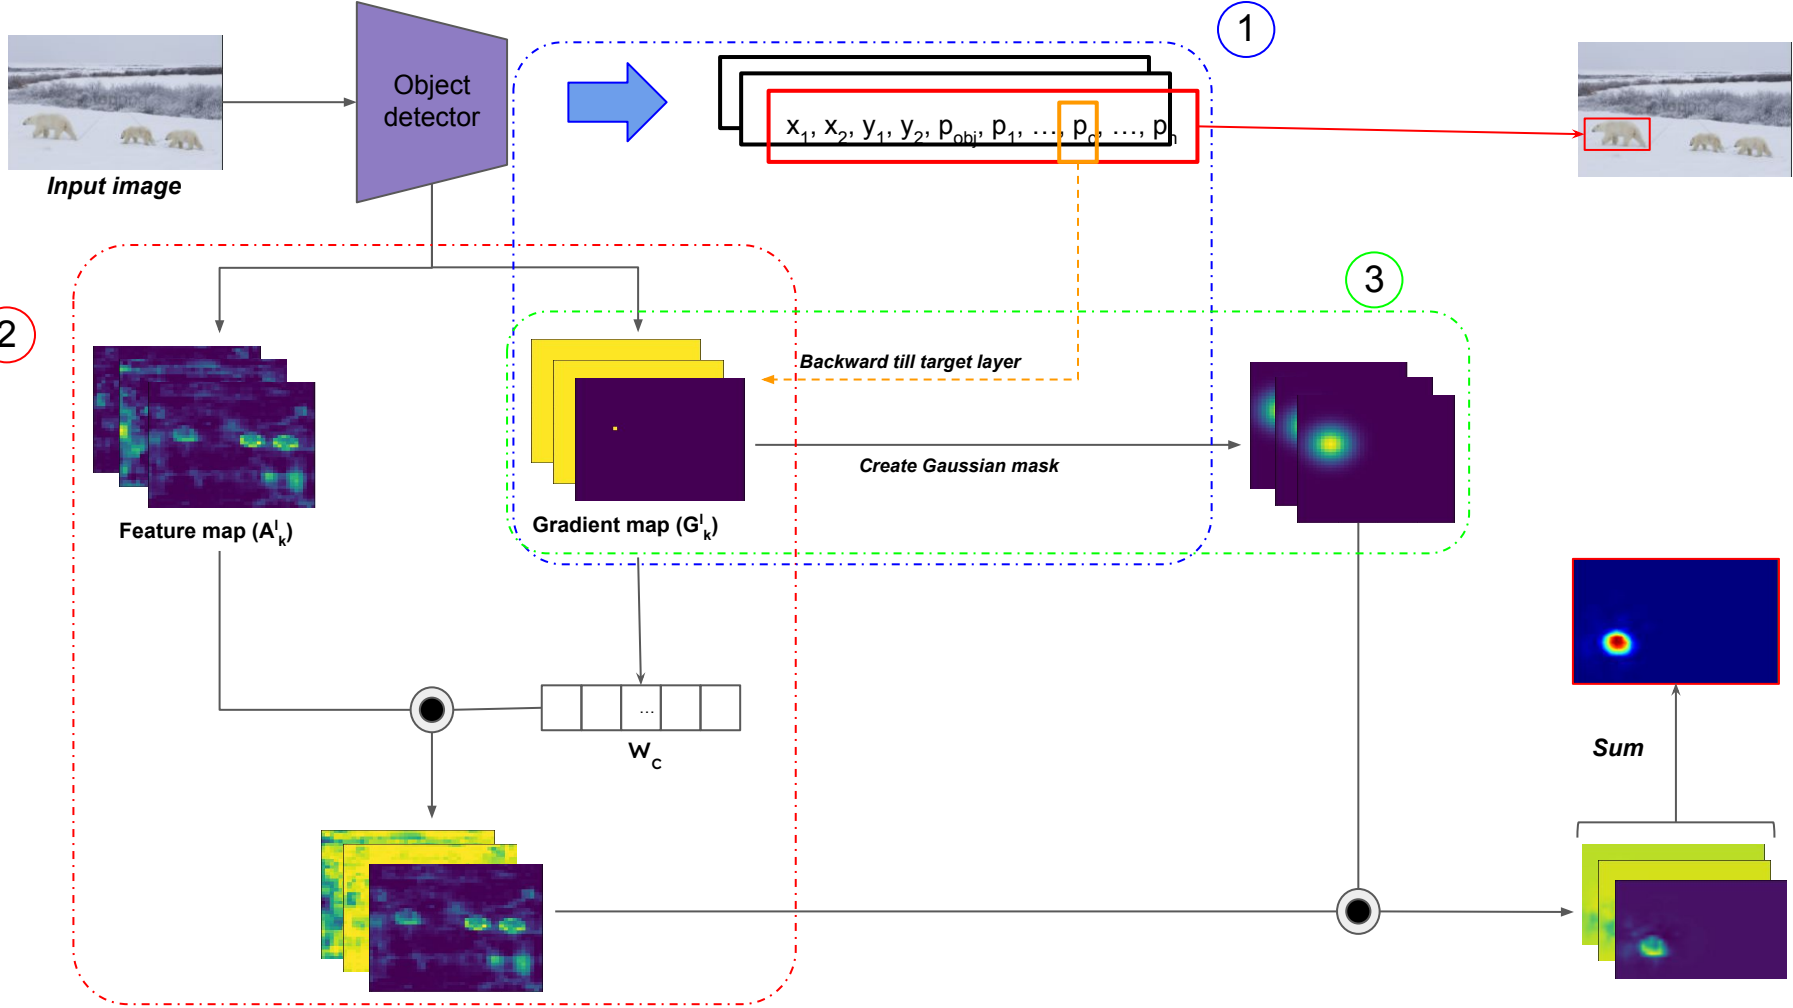 1
Object
detector
x1, x2, y1, y2, pobj, p1, …, pc, …, pn
Input image
3
2
Backward till target layer
Create Gaussian mask
Feature map (Alk)
Gradient map (Glk)
...
wc
Sum